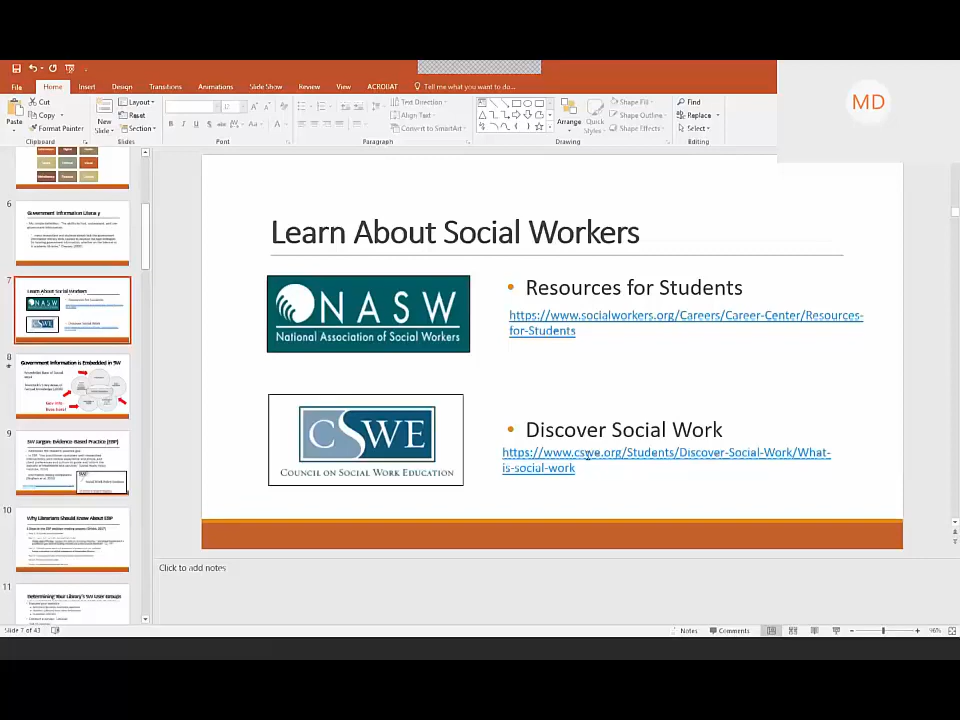 MD
File Home Insert Design Transitions Animations Slide Show Review View ACROBAT Tell me what you want to do...
Paste
Cut
Copy
Format Painter
Clipboard
New Slide
Layout
Reset
Section
Slides
Font
Text Direction
Align Text
Convert to SmartArt
Paragraph
Arrange
Quick Styles
Shape Fill
Shape Outline
Shape Effects
Drawing
Find
Replace
Select
Editing
6
Government Information Literacy
7
Learn About Social Workers
NASW
CSWE
8
Government Information is Embedded in SW
9
SW Jargon: Evidence-Based Practice (EBP)
10
Why Librarians Should Know About EBP
11
Determining Your Library's SW User Groups
Learn About Social Workers
NASW
National Association of Social Workers
• Resources for Students
https://www.socialworkers.org/Careers/Career-Center/Resources-
for-Students
CSWE
COUNCIL ON SOCIAL WORK EDUCATION
• Discover Social Work
https://www.cswe.org/Students/Discover-Social-Work/What-
is-social-work
Click to add notes
Slide 7 of 43
Notes
Comments
96%